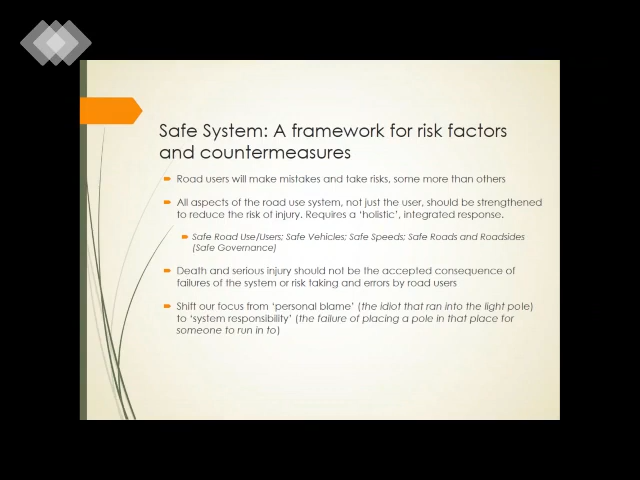 Safe System: A framework for risk factors
and countermeasures
Road users will make mistakes and take risks, some more than others
All aspects of the road use system, not just the user, should be strengthened
to reduce the risk of injury. Requires a 'holistic', integrated response.
Safe Road Use/Users; Safe Vehicles; Safe Speeds; Safe Roads and Roadsides
(Safe Governance)
Death and serious injury should not be the accepted consequence of
failures of the system or risk taking and errors by road users
Shift our focus from 'personal blame' (the idiot that ran into the light pole)
to 'system responsibility' (the failure of placing a pole in that place for
someone to run in to)